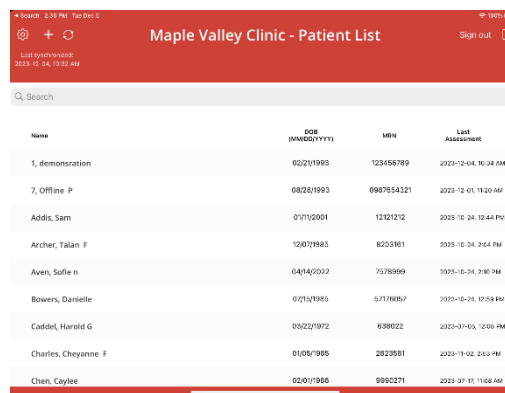 ◂ Search 2:36 PM Tue Dec 5 100%
Maple Valley Clinic - Patient List
Sign out
Last synchronized:
2023-12-04, 10:32 AM
Search
Name DOB (MM/DD/YYYY) MRN Last Assessment
1, demonsration 02/21/1993 123456789 2023-12-04, 10:34 AM
7, Offline P 08/28/1993 0987654321 2023-12-01, 11:20 AM
Addis, Sam 01/11/2001 12121212 2023-10-24, 12:44 PM
Archer, Talan F 12/07/1985 8203161 2023-10-24, 2:04 PM
Aven, Sofie n 04/14/2022 7578999 2023-10-24, 2:10 PM
Bowers, Danielle 07/15/1985 57176057 2023-10-24, 12:59 PM
Caddel, Harold G 03/22/1972 638022 2023-07-05, 12:08 PM
Charles, Cheyanne F 01/05/1985 2823581 2023-11-02, 2:53 PM
Chen, Caylee 02/01/1988 9990271 2023-07-17, 11:08 AM